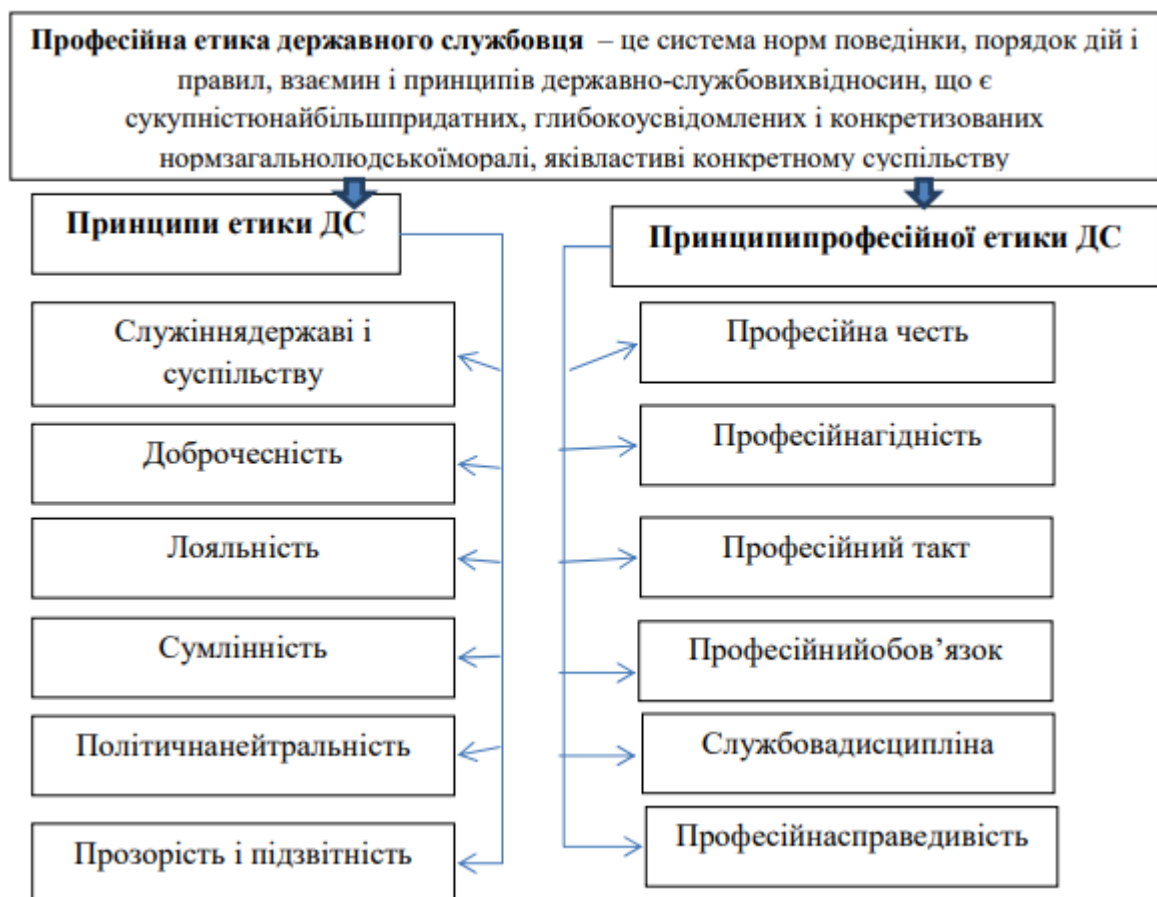 Професійна етика державного службовця – це система норм поведінки, порядок дій і
правил, взаємин і принципів державно-службовихвідносин, що є
сукупністюнайбільшпридатних, глибокоусвідомлених і конкретизованих
нормзагальнолюдськоїморалі, яківластиві конкретному суспільству
Принципи етики ДС
Служіннядержаві і
суспільству
Доброчесність
Лояльність
Сумлінність
Політичнанейтральність
Прозорість і підзвітність
Принципипрофесійної етики ДС
Професійна честь
Професійнагідність
Професійний такт
Професійнийобов’язок
Службовадисципліна
Професійнасправедивість